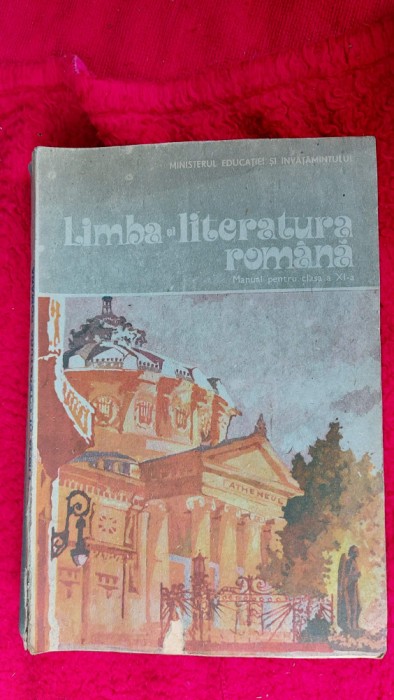 MINISTERUL EDUCAȚIEI ȘI ÎNVĂȚĂMÎNTULUI
Limba și literatura
română
Manual pentru clasa a XI-a
ATHENEUL